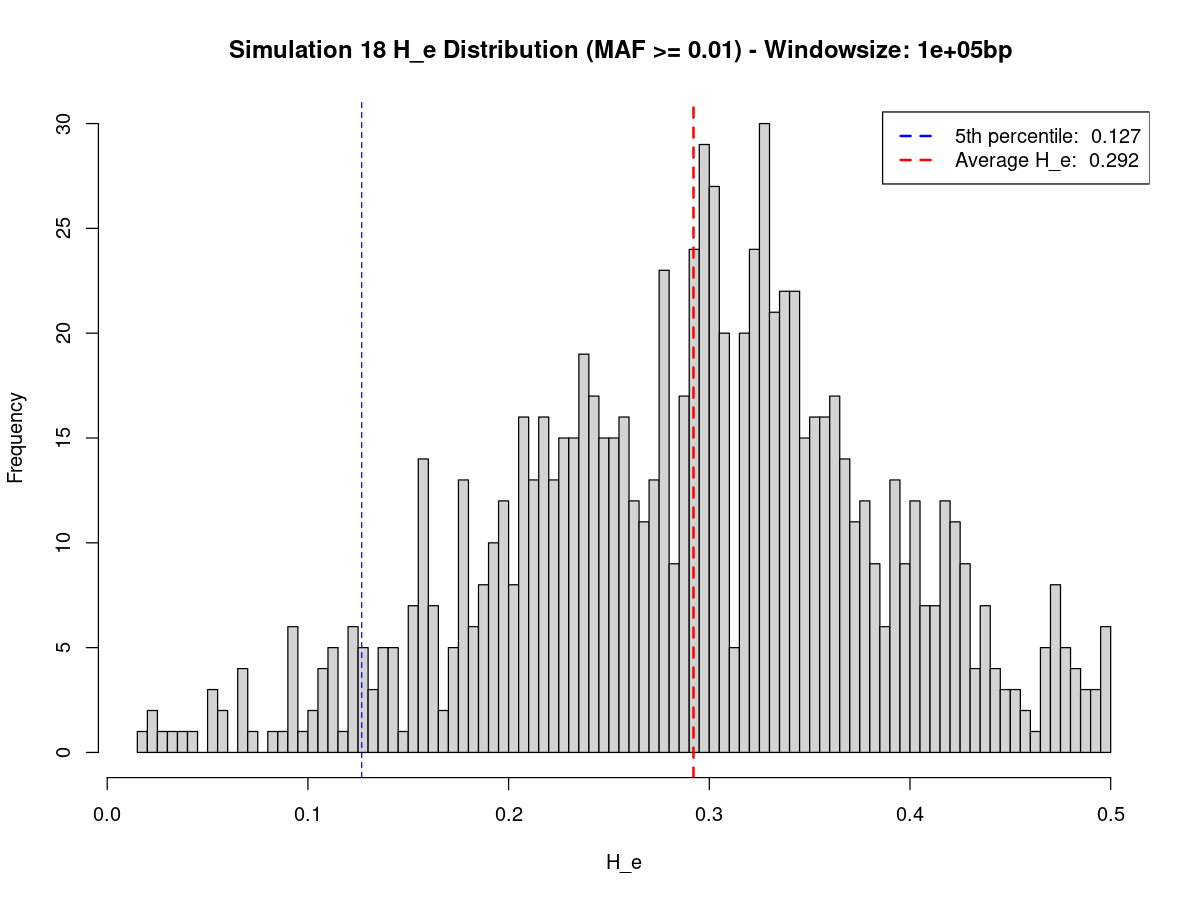 Simulation 18 H_e Distribution (MAF >= 0.01) - Windowsize: 1e+05bp
5th percentile:  0.127
Average H_e:  0.292
Frequency
30
25
20
15
10
5
0
0.0 0.1 0.2 0.3 0.4 0.5
H_e